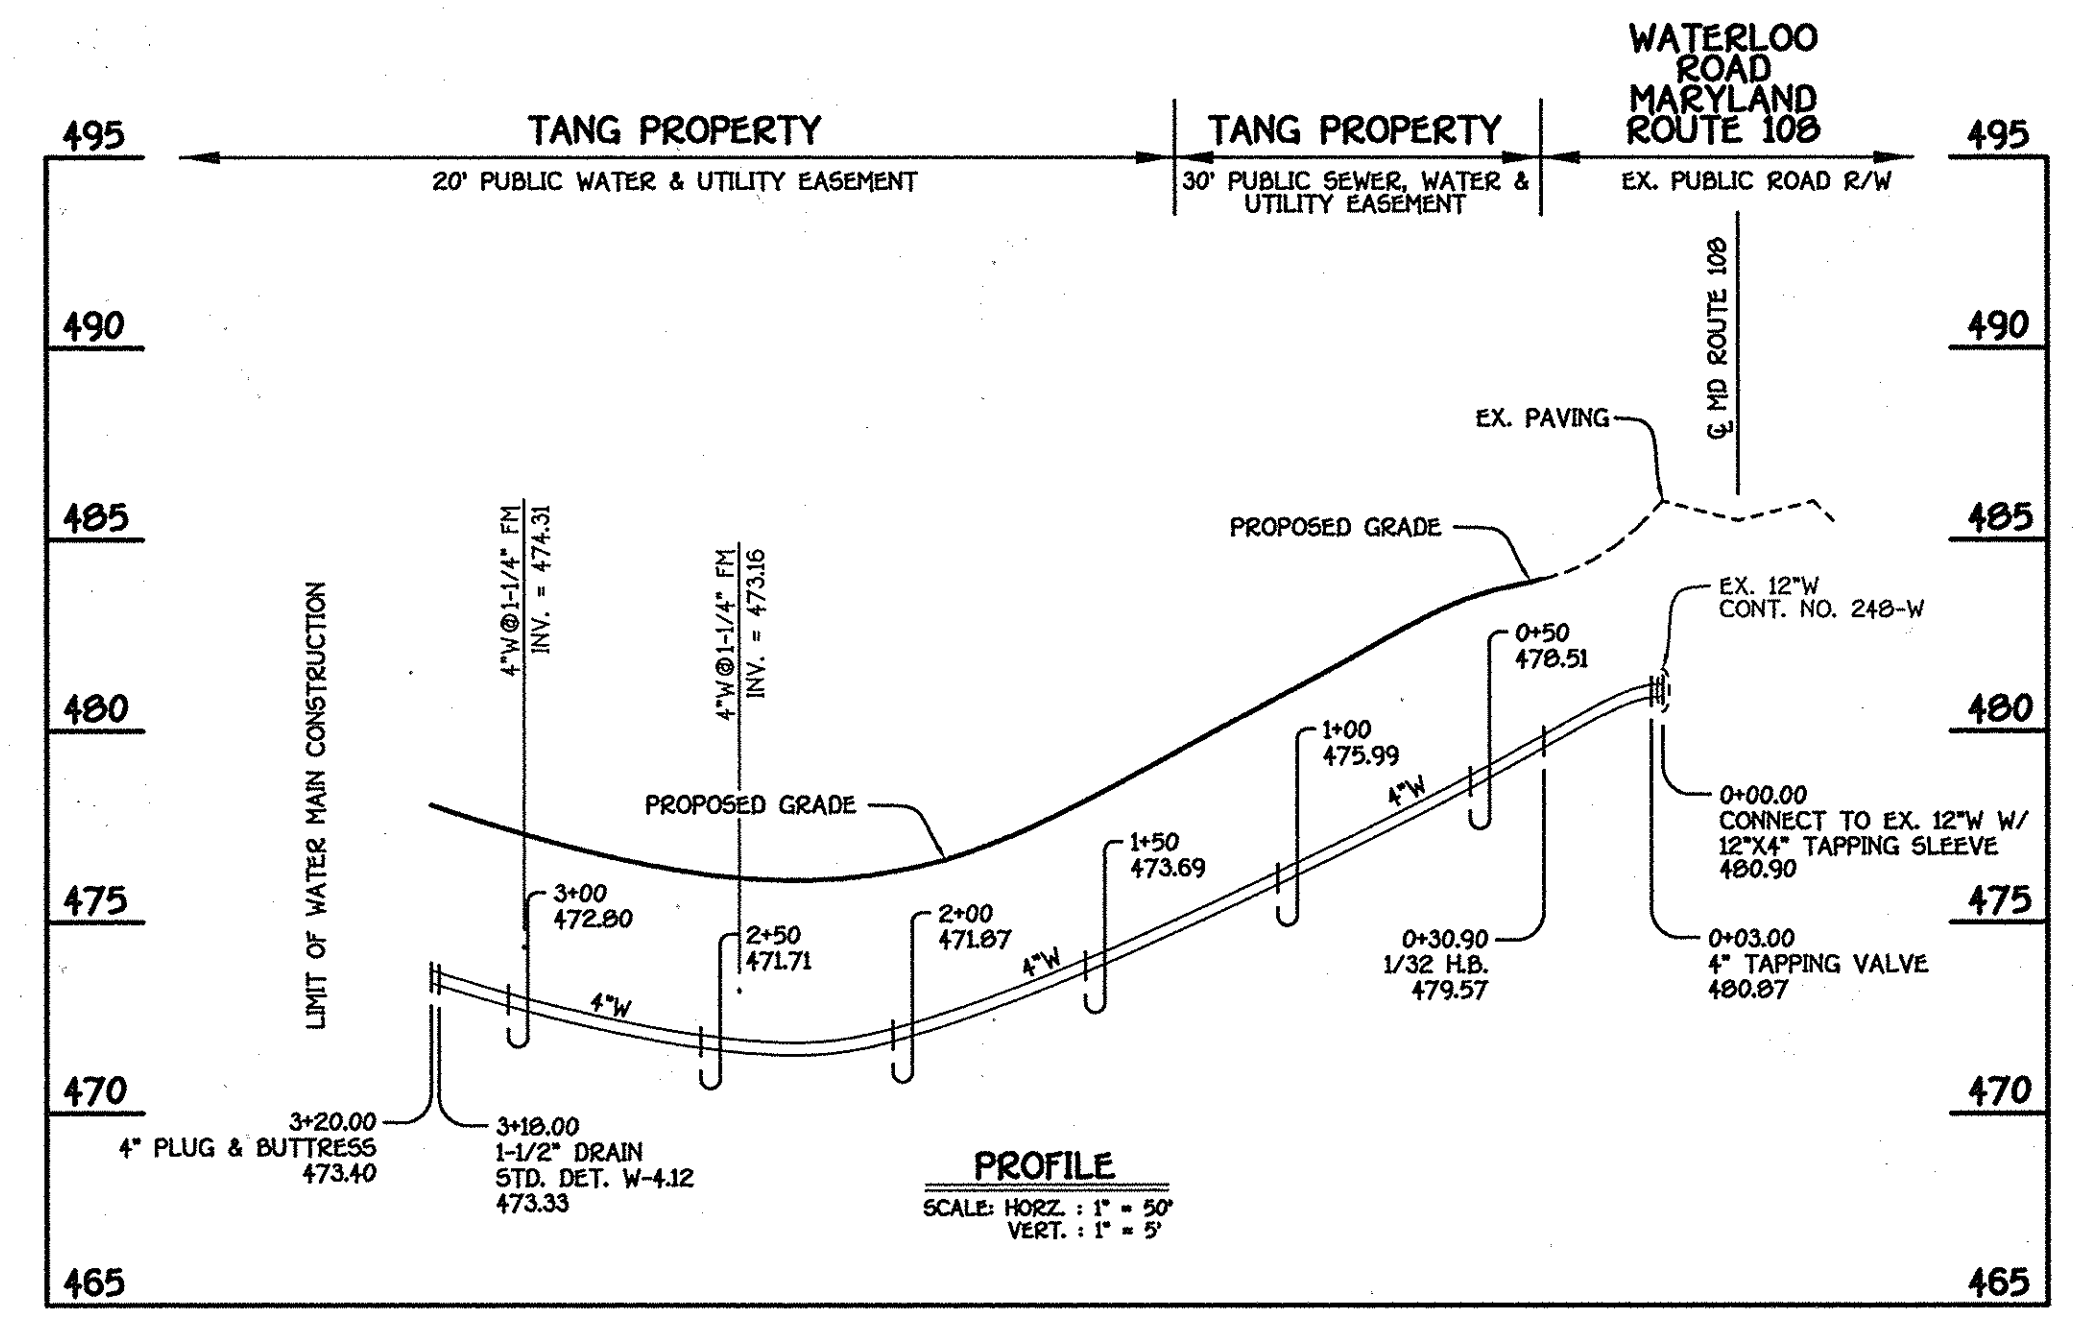 WATERLOO
ROAD
MARYLAND
ROUTE 108
TANG PROPERTY
TANG PROPERTY
20' PUBLIC WATER & UTILITY EASEMENT
30' PUBLIC SEWER, WATER &
UTILITY EASEMENT
EX. PUBLIC ROAD R/W
495
490
485
480
475
470
465
495
490
485
480
475
470
465
℄ MD ROUTE 108
EX. PAVING
PROPOSED GRADE
EX. 12"W
CONT. NO. 248-W
LIMIT OF WATER MAIN CONSTRUCTION
4"W@1-1/4" FM
INV. = 474.31
4"W@1-1/4" FM
INV. = 473.16
PROPOSED GRADE
0+50
478.51
1+00
475.99
1+50
473.69
2+00
471.87
2+50
471.71
3+00
472.80
4"W
4"W
4"W
0+00.00
CONNECT TO EX. 12"W W/
12"X4" TAPPING SLEEVE
480.90
0+03.00
4" TAPPING VALVE
480.87
0+30.90
1/32 H.B.
479.57
3+20.00
4" PLUG & BUTTRESS
473.40
3+18.00
1-1/2" DRAIN
STD. DET. W-4.12
473.33
PROFILE
SCALE: HORZ. : 1" = 50'
VERT. : 1" = 5'